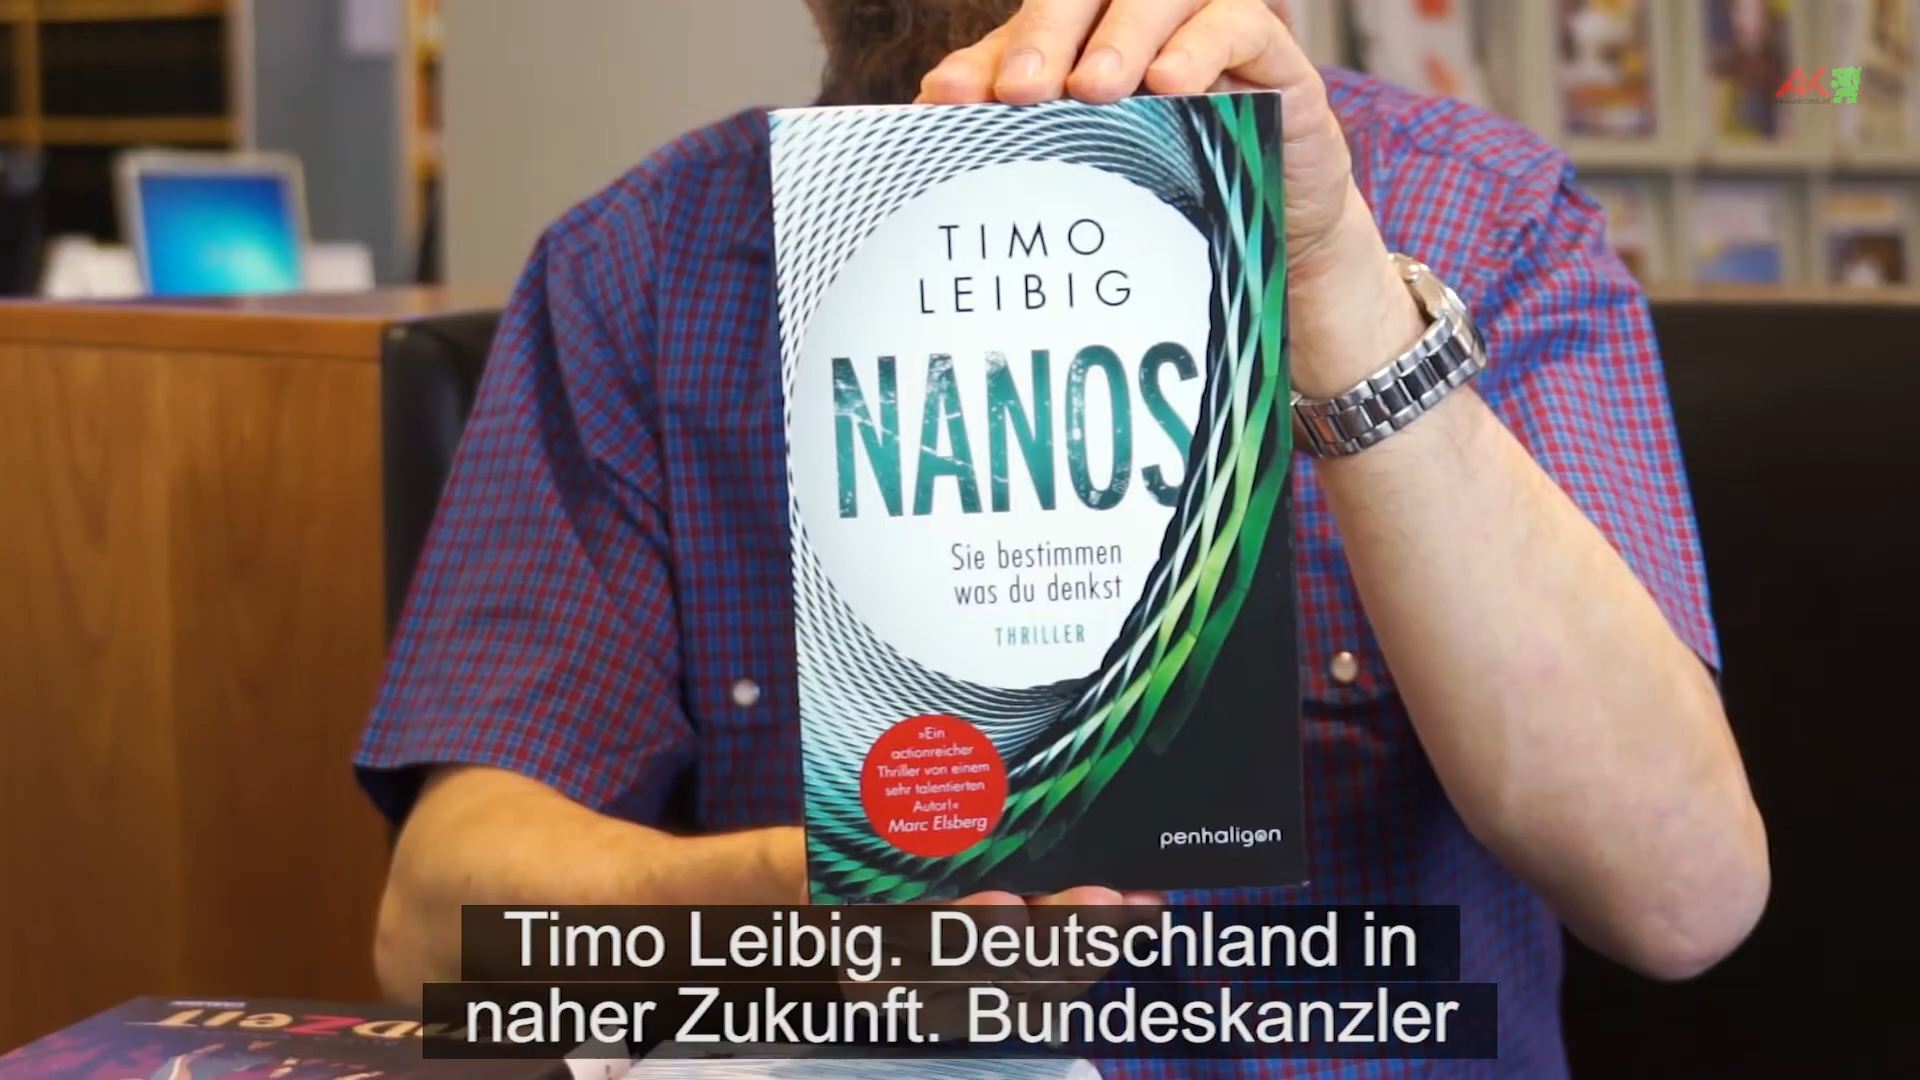 AK
TIMO
LEIBIG
NANOS
Sie bestimmen
was du denkst
THRILLER
»Ein
actionreicher
Thriller von einem
sehr talentierten
Autor!«
Marc Elsberg
penhaligon
Timo Leibig. Deutschland in
naher Zukunft. Bundeskanzler